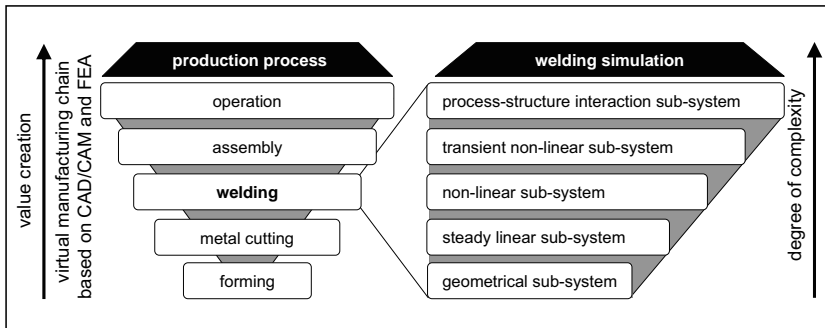 value creation
virtual manufacturing chain
based on CAD/CAM and FEA
production process
operation
assembly
welding
metal cutting
forming
welding simulation
process-structure interaction sub-system
transient non-linear sub-system
non-linear sub-system
steady linear sub-system
geometrical sub-system
degree of complexity